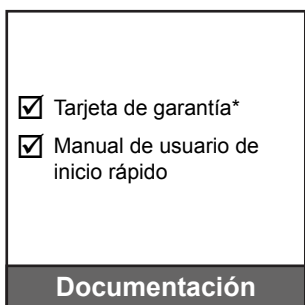 ☑ Tarjeta de garantía*
☑ Manual de usuario de
inicio rápido
Documentación